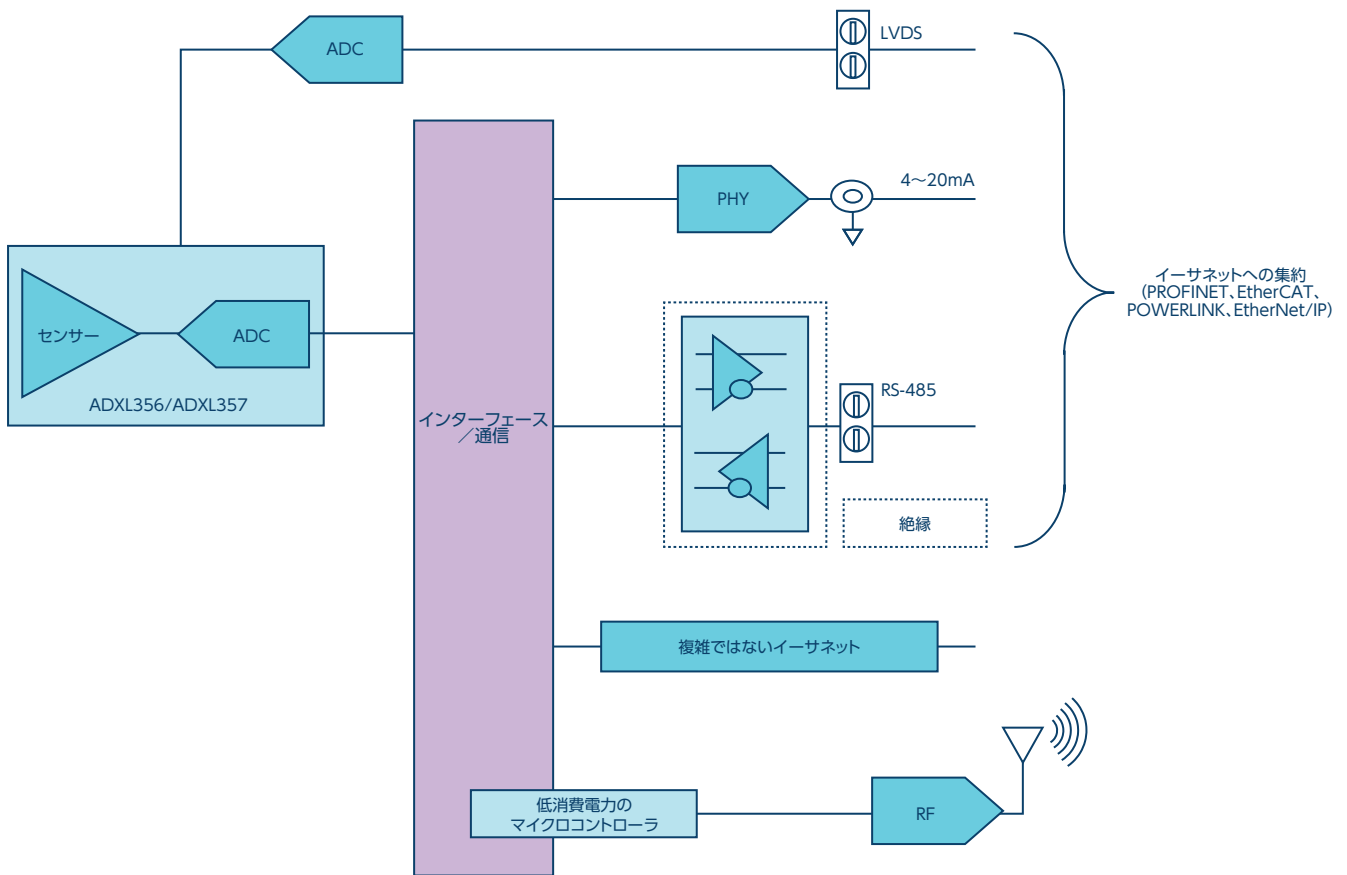 ADC
LVDS
PHY
4～20mA
イーサネットへの集約
(PROFINET、EtherCAT、
POWERLINK、EtherNet/IP)
センサー
ADC
ADXL356/ADXL357
インターフェース
／通信
RS-485
絶縁
複雑ではないイーサネット
低消費電力の
マイクロコントローラ
RF